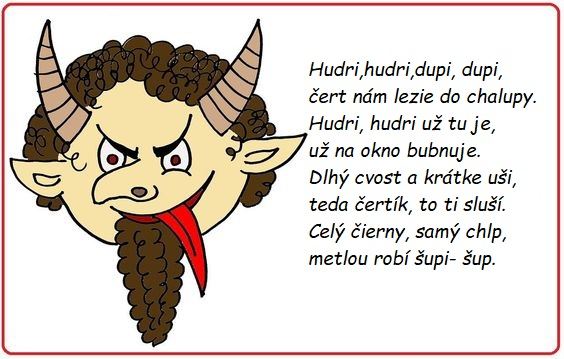 Hudri,hudri,dupi, dupi,
čert nám lezie do chalupy.
Hudri, hudri už tu je,
už na okno bubnuje.
Dlhý cvost a krátke uši,
teda čertík, to ti sluší.
Celý čierny, samý chlp,
metlou robí šupi- šup.